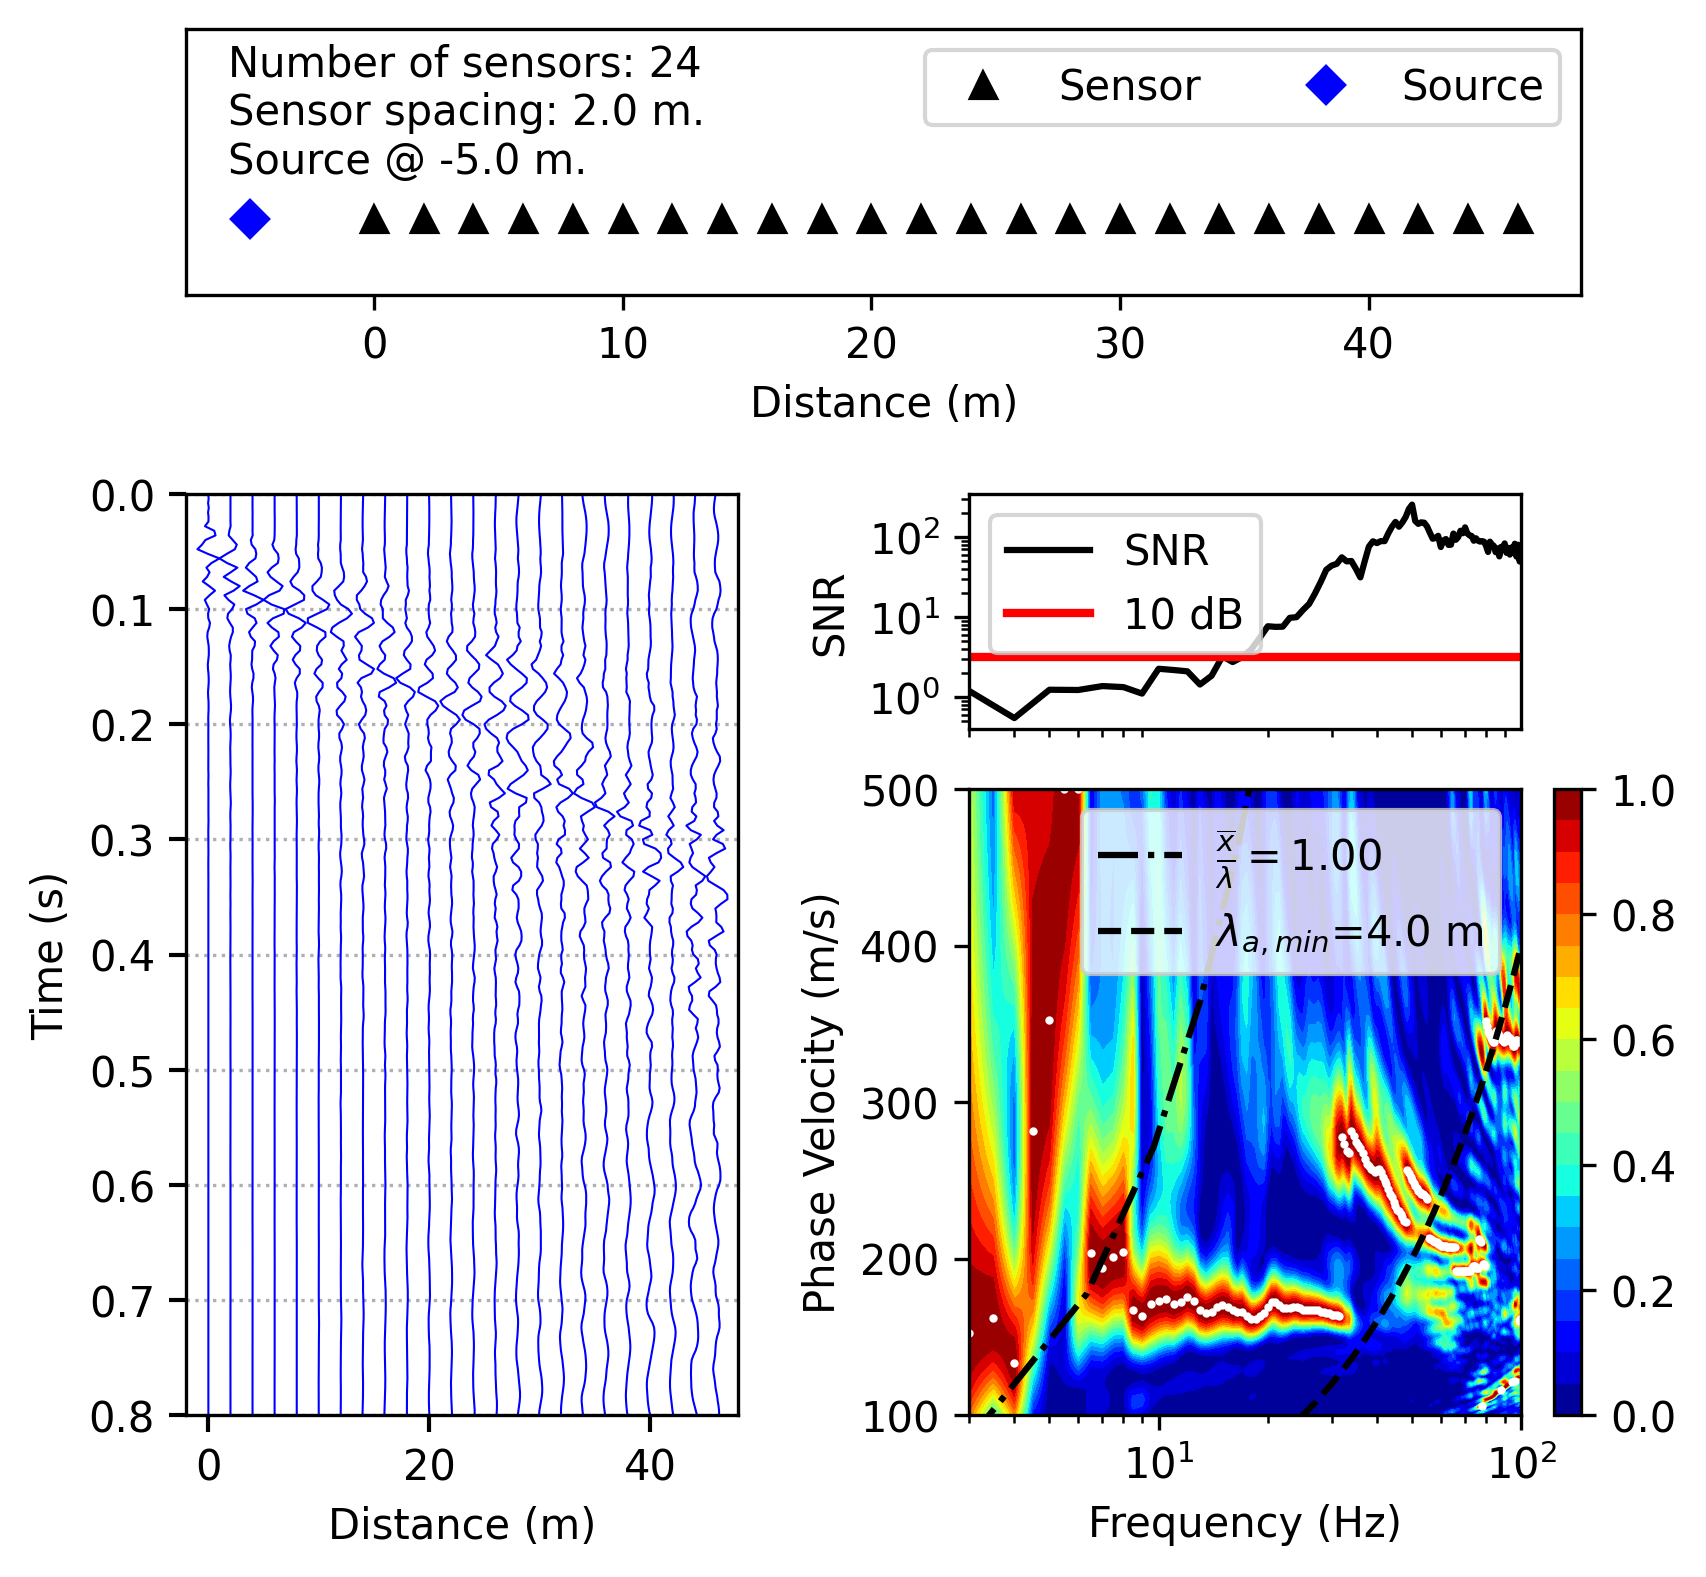 Number of sensors: 24
Sensor spacing: 2.0 m.
Source @ -5.0 m.
Sensor Source
0 10 20 30 40
Distance (m)
0.0
0.1
0.2
0.3
0.4
0.5
0.6
0.7
0.8
Time (s)
0 20 40
Distance (m)
SNR
10²
10¹
10⁰
SNR
10 dB
Phase Velocity (m/s)
500
400
300
200
100
x̅/λ = 1.00
λa,min=4.0 m
10¹ 10²
Frequency (Hz)
1.0
0.8
0.6
0.4
0.2
0.0